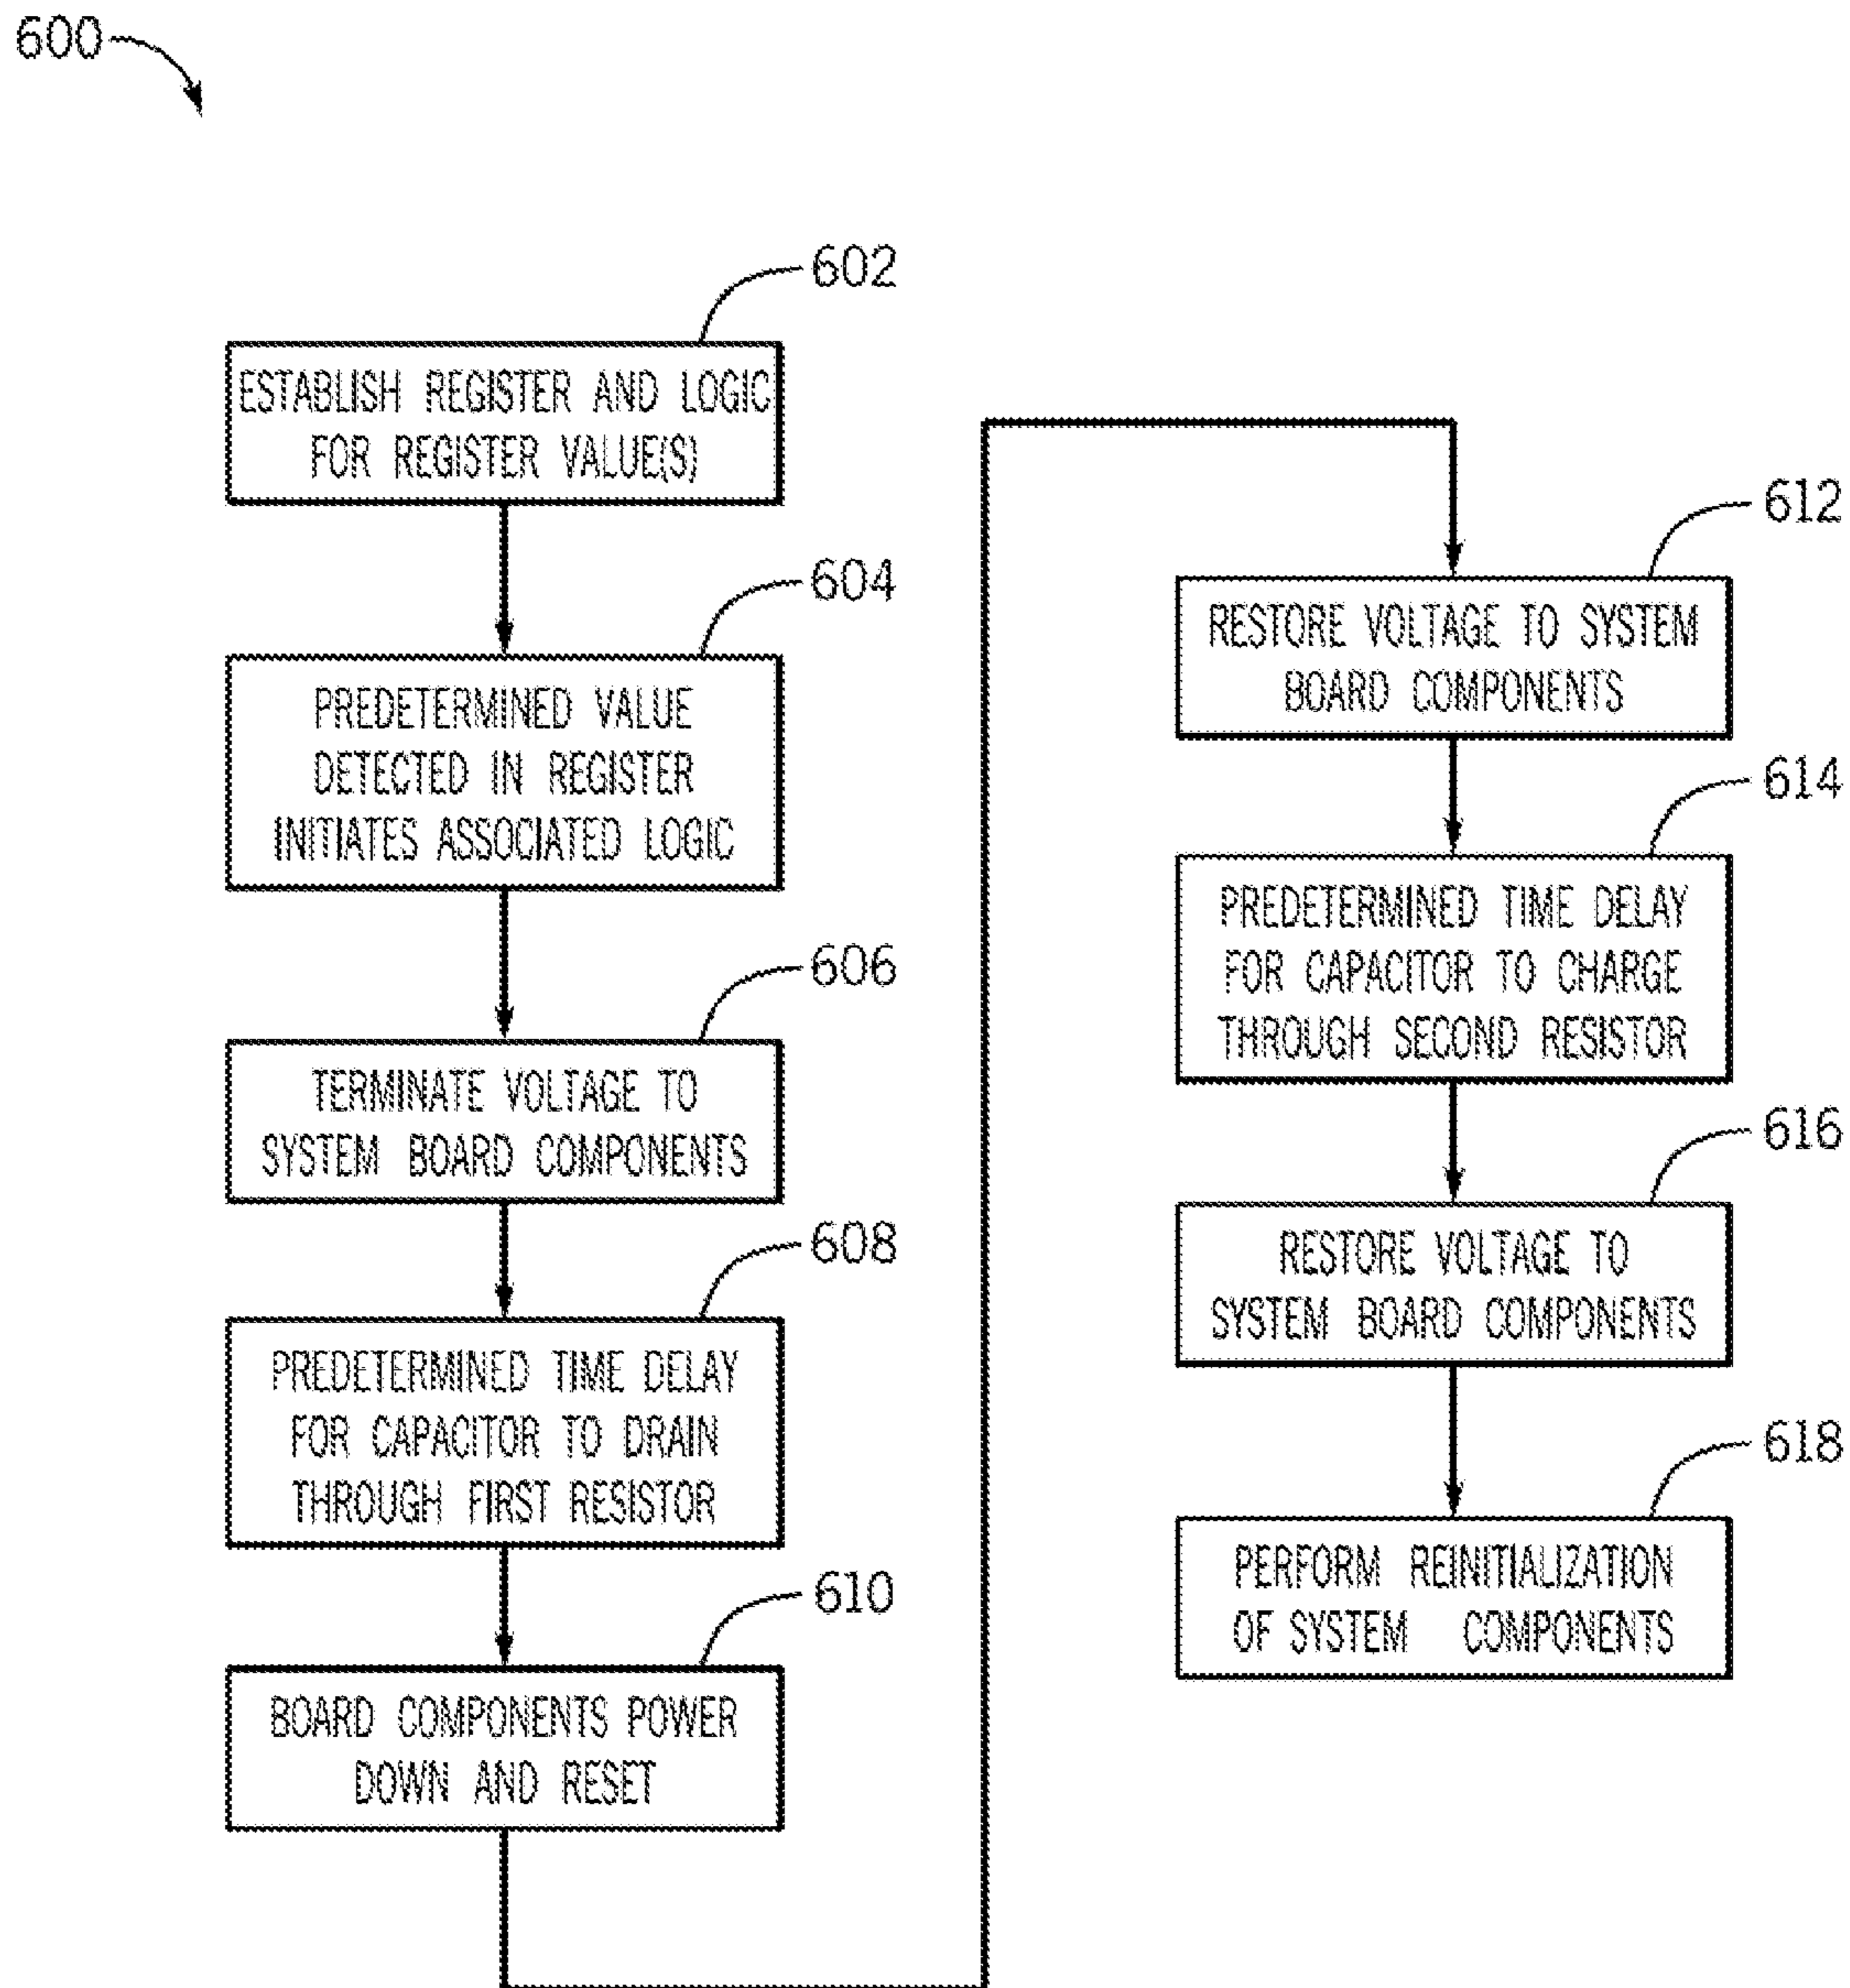 600
602
ESTABLISH REGISTER AND LOGIC
FOR REGISTER VALUE(S)
604
PREDETERMINED VALUE
DETECTED IN REGISTER
INITIATES ASSOCIATED LOGIC
606
TERMINATE VOLTAGE TO
SYSTEM BOARD COMPONENTS
608
PREDETERMINED TIME DELAY
FOR CAPACITOR TO DRAIN
THROUGH FIRST RESISTOR
610
BOARD COMPONENTS POWER
DOWN AND RESET
612
RESTORE VOLTAGE TO SYSTEM
BOARD COMPONENTS
614
PREDETERMINED TIME DELAY
FOR CAPACITOR TO CHARGE
THROUGH SECOND RESISTOR
616
RESTORE VOLTAGE TO
SYSTEM BOARD COMPONENTS
618
PERFORM REINITIALIZATION
OF SYSTEM COMPONENTS